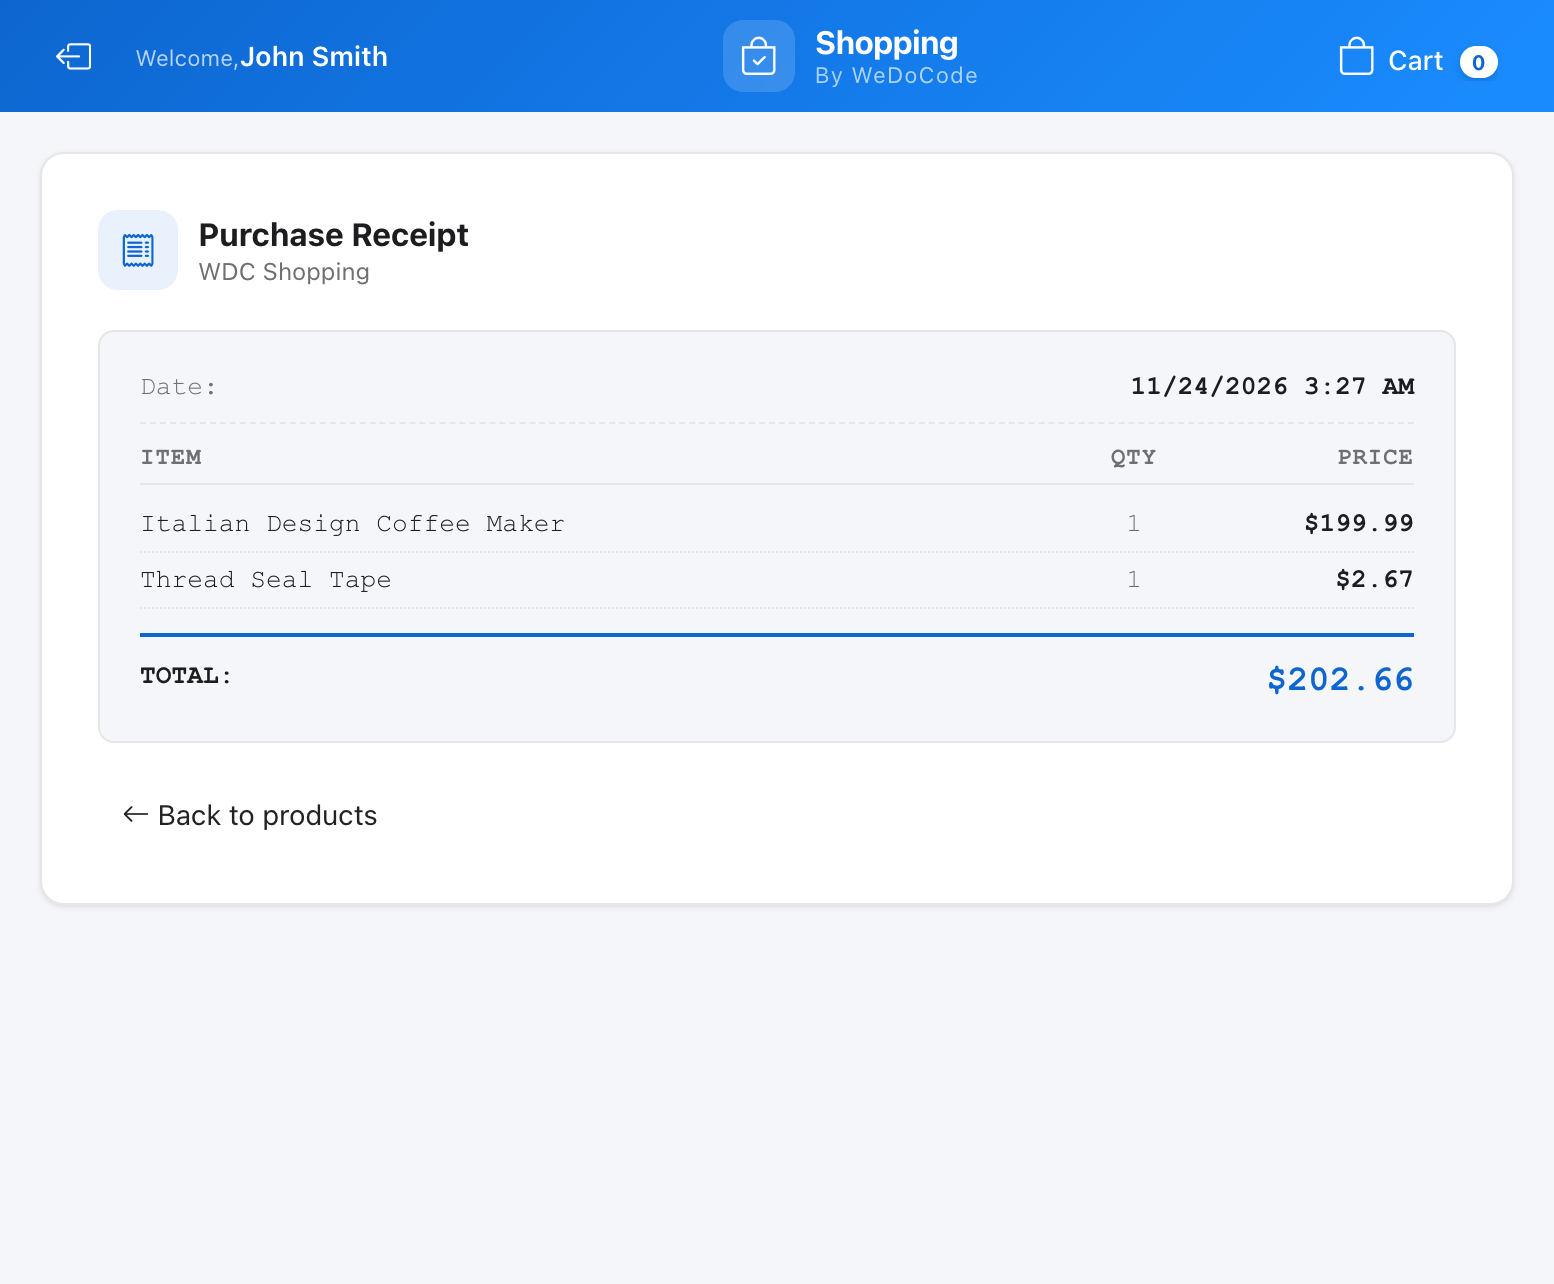 Welcome,John Smith
Shopping
By WeDoCode
Cart 0
Purchase Receipt
WDC Shopping
Date: 11/24/2026 3:27 AM
ITEM QTY PRICE
Italian Design Coffee Maker 1 $199.99
Thread Seal Tape 1 $2.67
TOTAL: $202.66
Back to products